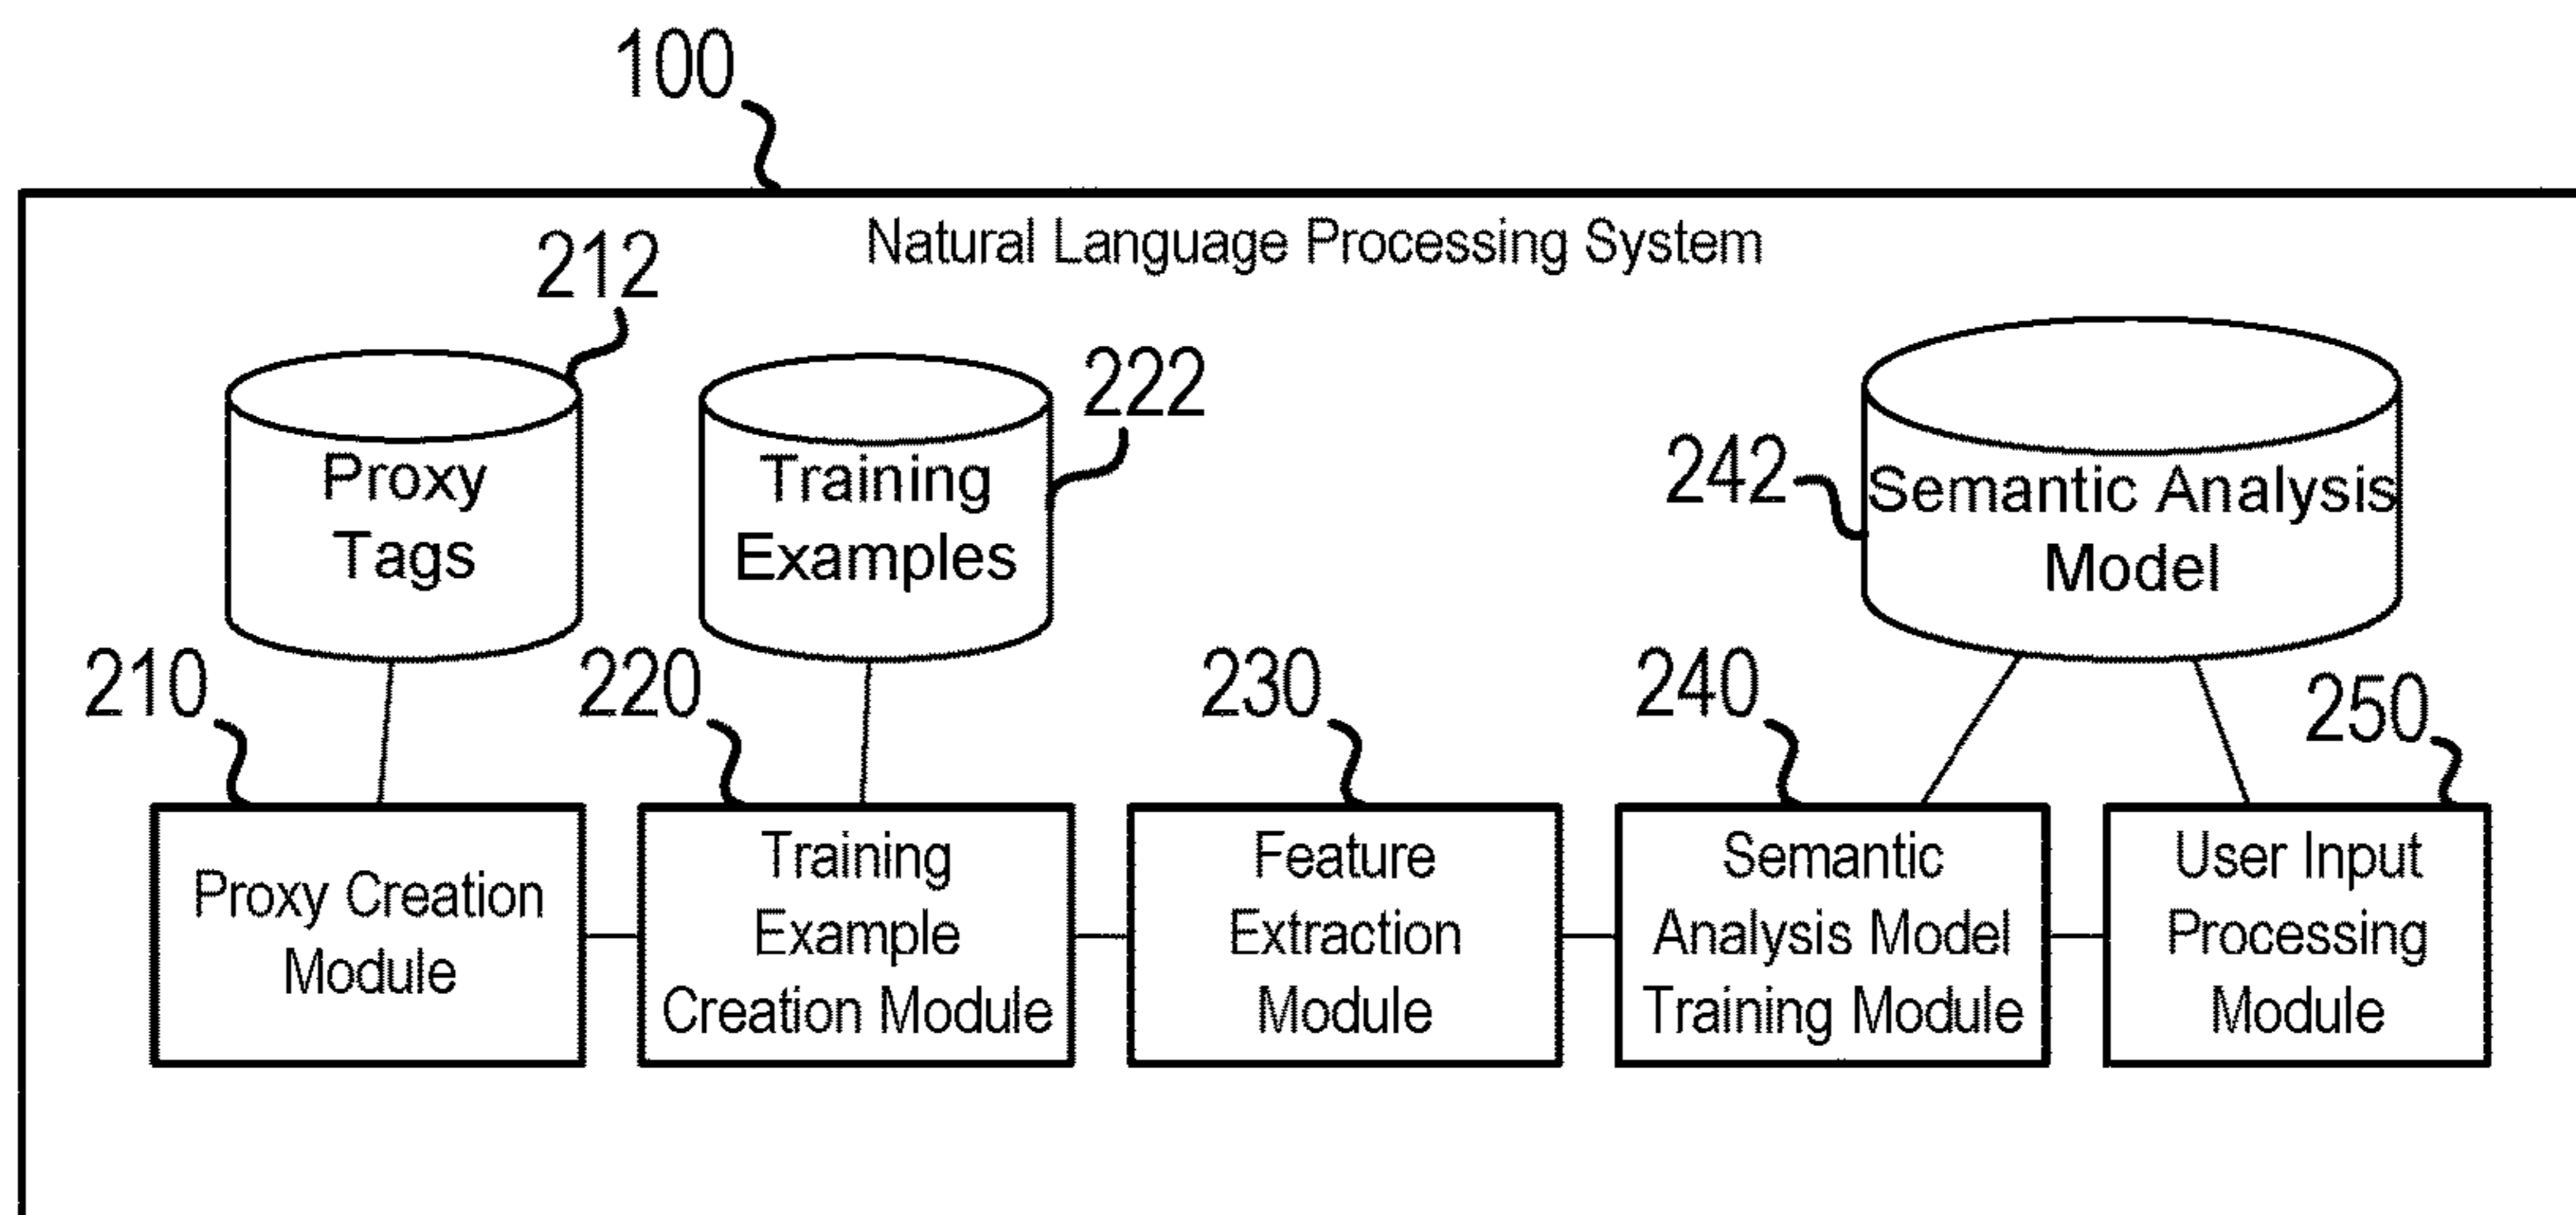 100
Natural Language Processing System
212
Proxy
Tags
222
Training
Examples
242
Semantic Analysis
Model
210
Proxy Creation
Module
220
Training
Example
Creation Module
230
Feature
Extraction
Module
240
Semantic
Analysis Model
Training Module
250
User Input
Processing
Module